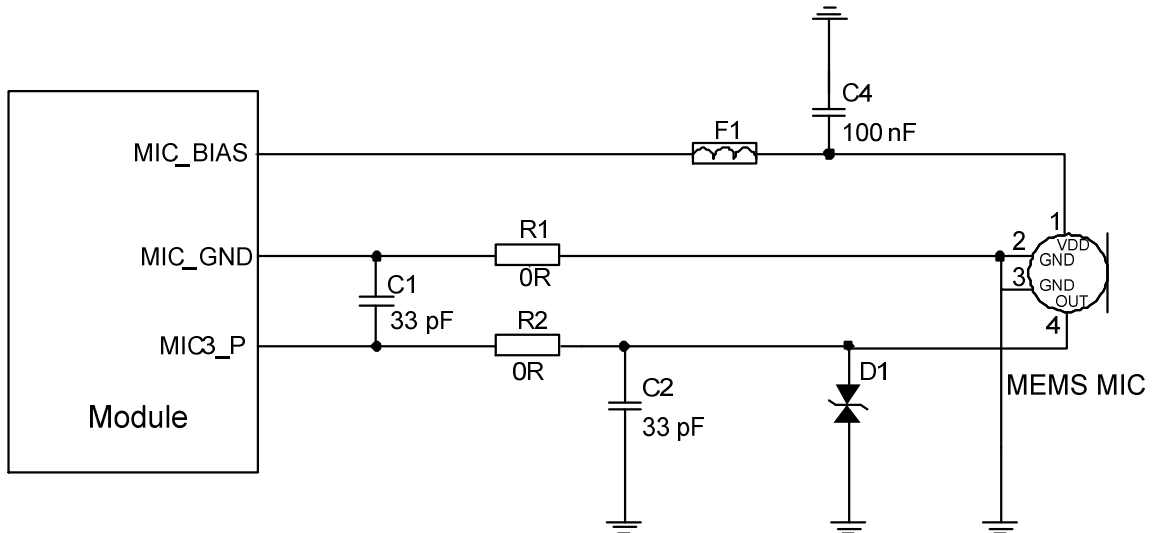 C4
100 nF
F1
MIC_BIAS
1
VDD
R1
2
GND
MIC_GND
0R
C1
3
GND
OUT
33 pF
R2
4
MIC3_P
0R
D1
C2
MEMS MIC
Module
33 pF